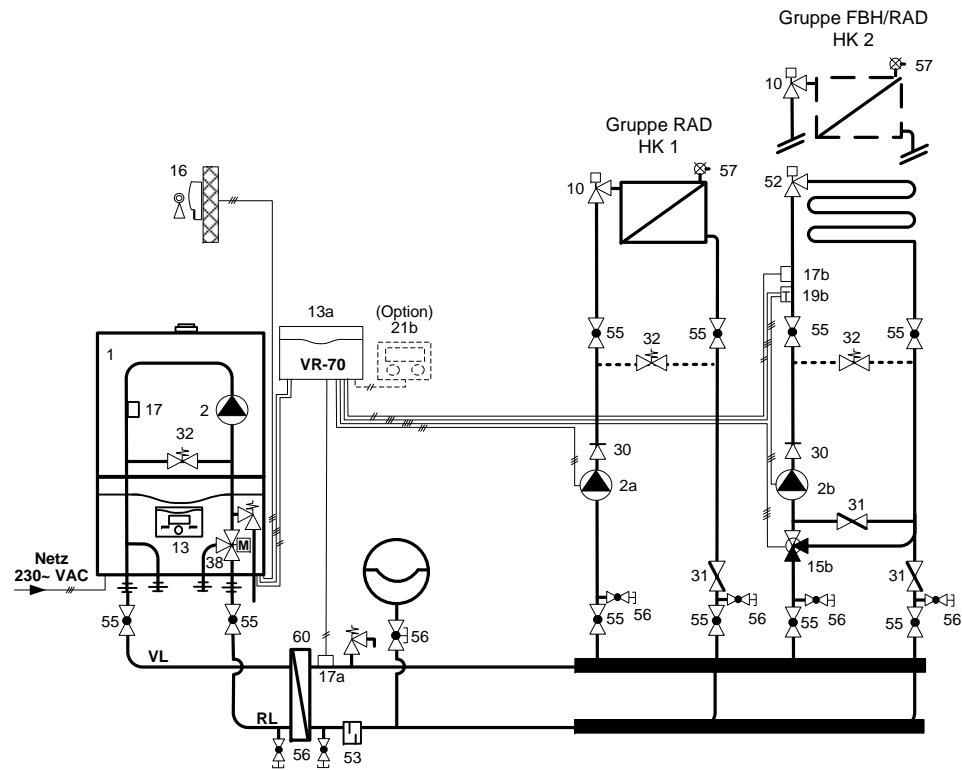 Gruppe FBH/RAD
HK 2
57
10
Gruppe RAD
HK 1
57
16
10
52
17b
19b
(Option)
21b
13a
VR-70
1
55
32
55
55
32
55
17
2
32
30
30
2a
2b
31
13
38
M
15b
Netz
230~ VAC
31
31
55
55
56
55
56
55
56
55
56
55
56
60
VL
17a
RL
56
53